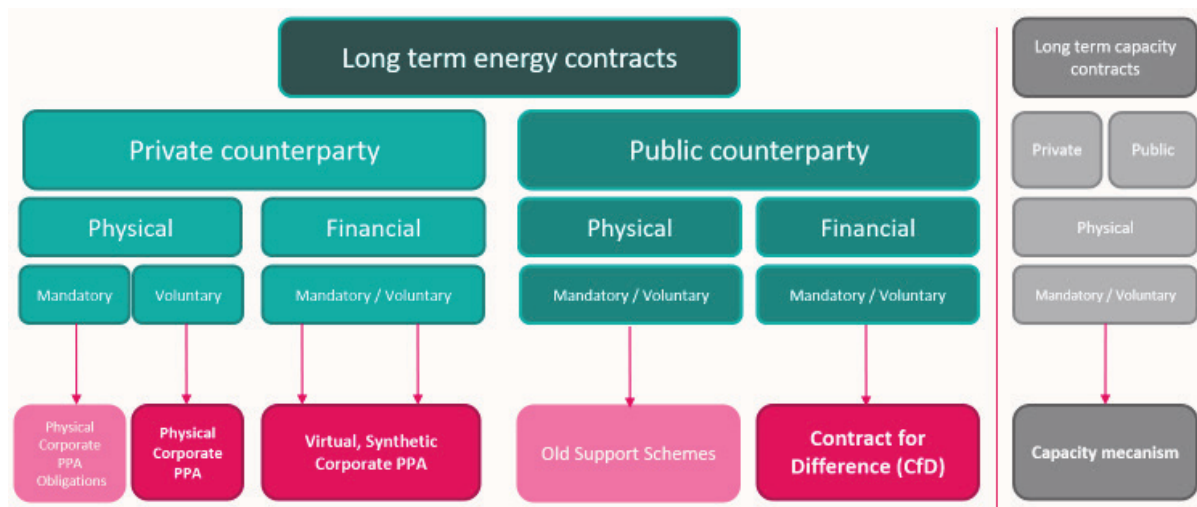 Long term energy contracts
Long term capacity
contracts
Private counterparty
Public counterparty
Private
Public
Physical
Financial
Physical
Financial
Physical
Mandatory
Voluntary
Mandatory / Voluntary
Mandatory / Voluntary
Mandatory / Voluntary
Mandatory / Voluntary
Physical
Corporate
PPA
Obligations
Physical
Corporate
PPA
Virtual, Synthetic
Corporate PPA
Old Support Schemes
Contract for
Difference (CfD)
Capacity mecanism